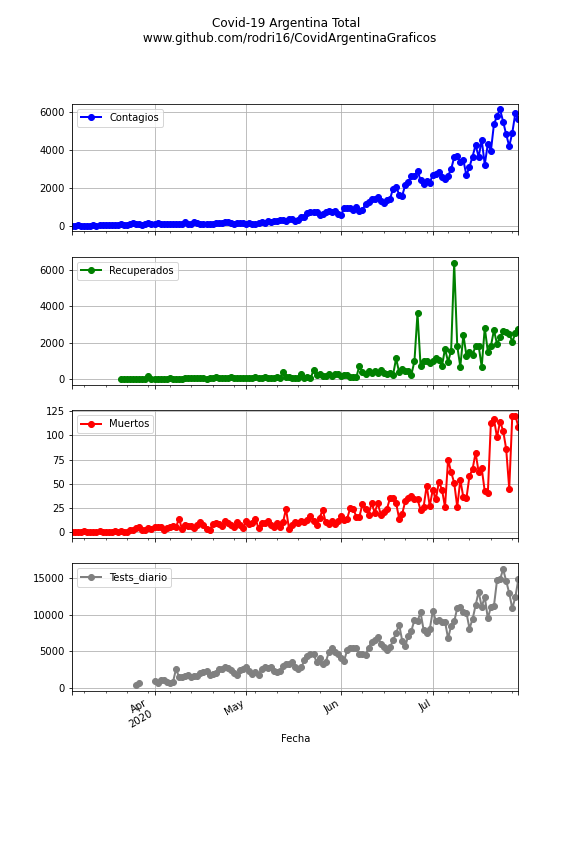 Covid-19 Argentina Total
www.github.com/rodri16/CovidArgentinaGraficos
6000
4000
2000
0
Contagios
6000
4000
2000
0
Recuperados
125
100
75
50
25
0
Muertos
15000
10000
5000
0
Tests_diario
Apr
2020
May
Jun
Jul
Fecha